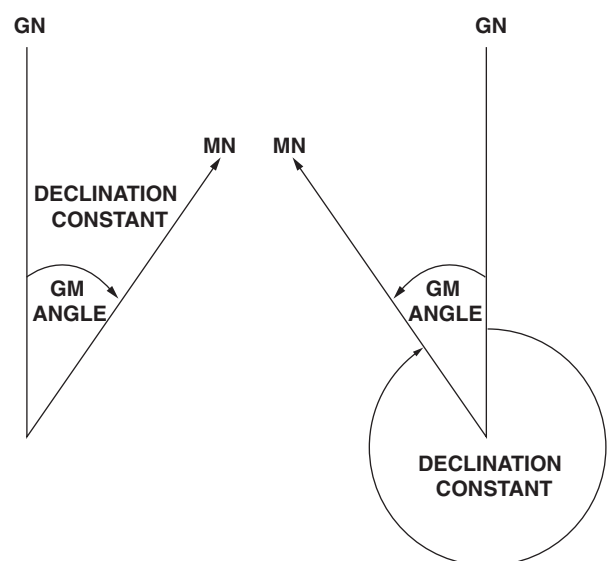 GN
MN
DECLINATION
CONSTANT
GM
ANGLE
GN
MN
GM
ANGLE
DECLINATION
CONSTANT